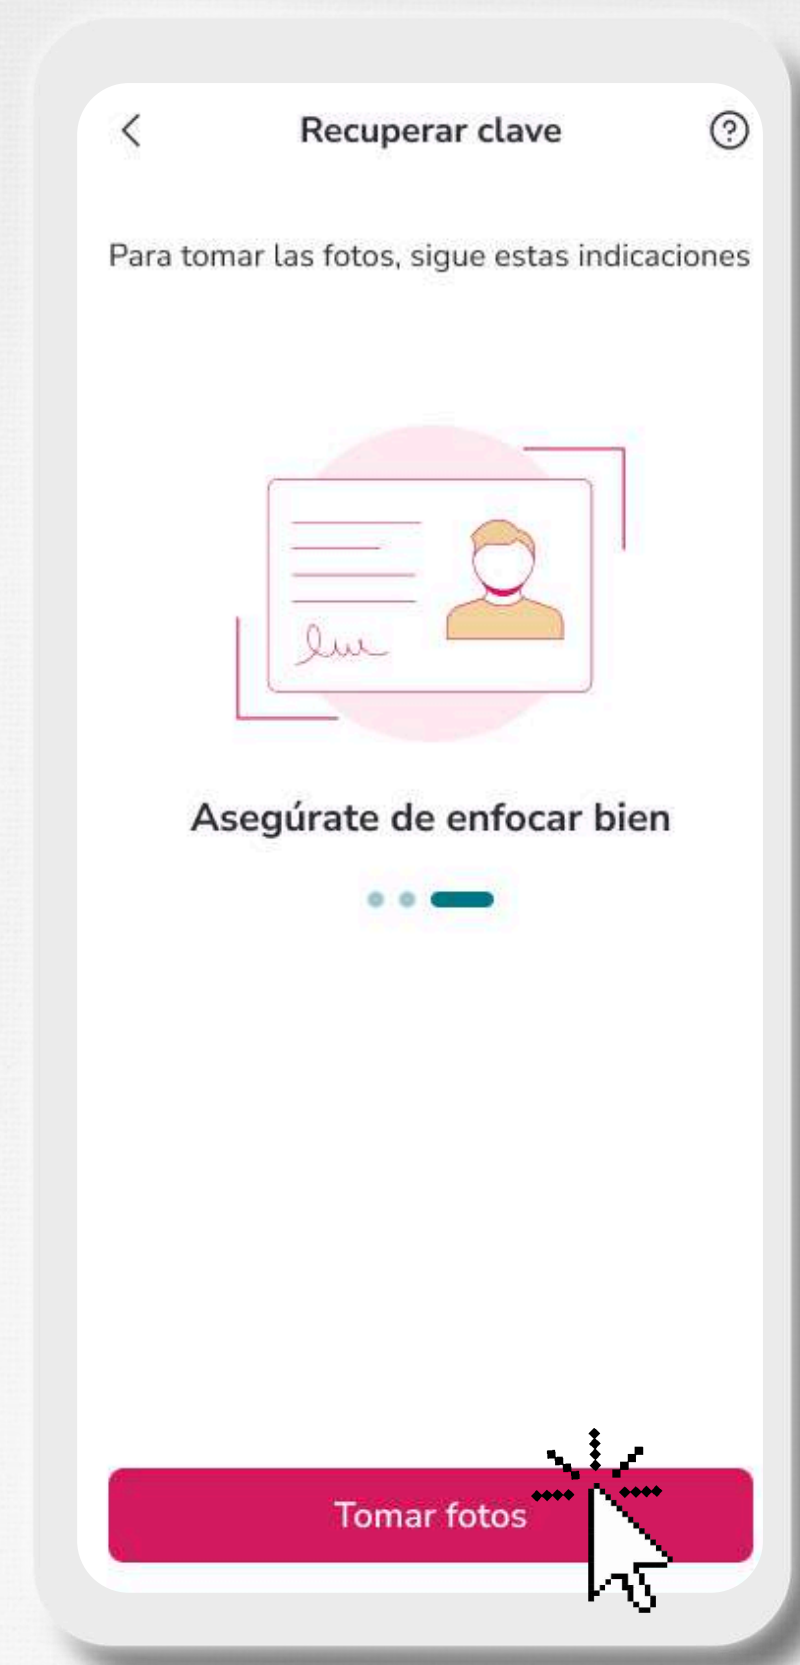 Recuperar clave
Para tomar las fotos, sigue estas indicaciones
Asegúrate de enfocar bien
Tomar fotos